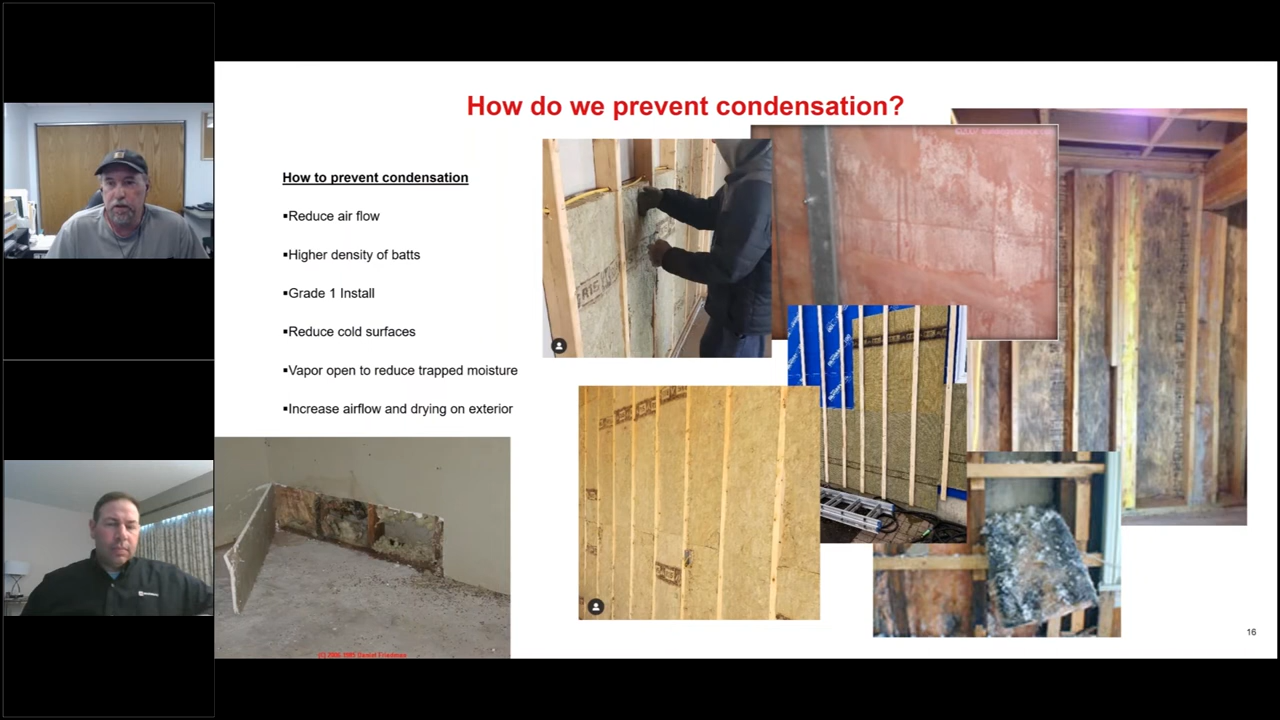 How do we prevent condensation?
How to prevent condensation
▪Reduce air flow
▪Higher density of batts
▪Grade 1 Install
▪Reduce cold surfaces
▪Vapor open to reduce trapped moisture
▪Increase airflow and drying on exterior
R15
16